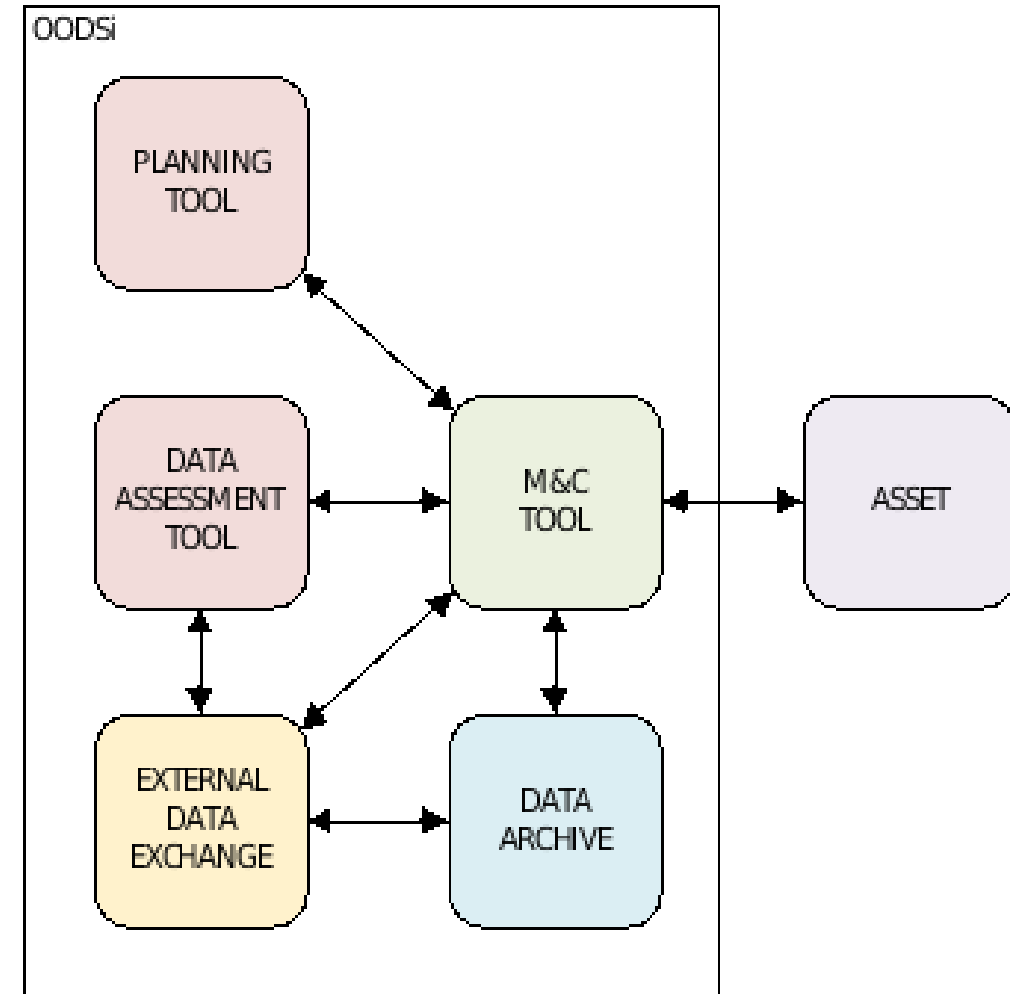 OODSi
PLANNING
TOOL
DATA
ASSESSMENT
TOOL
M&C
TOOL
ASSET
EXTERNAL
DATA
EXCHANGE
DATA
ARCHIVE